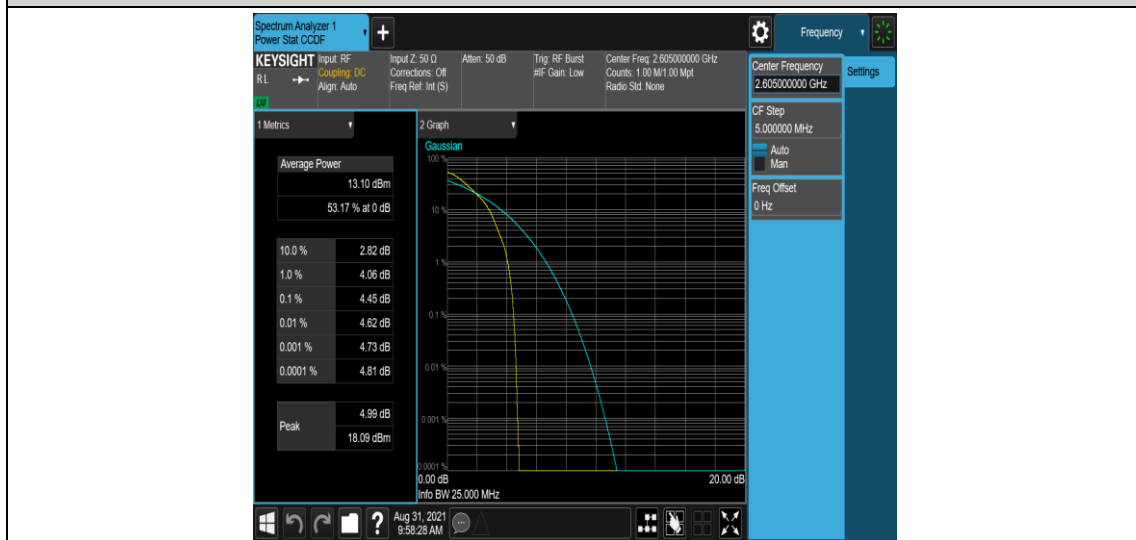 Spectrum Analyzer 1
Power Stat CCDF
Frequency
KEYSIGHT
RL
LXI
Input: RF
Coupling: DC
Align: Auto
Input Z: 50 Ω
Corrections: Off
Freq Ref: Int (S)
Atten: 50 dB
Trig: RF Burst
#IF Gain: Low
Center Freq: 2.605000000 GHz
Counts: 1.00 M/1.00 Mpt
Radio Std: None
Center Frequency
2.605000000 GHz
Settings
CF Step
5.000000 MHz
Auto
Man
Freq Offset
0 Hz
1 Metrics
Average Power
13.10 dBm
53.17 % at 0 dB
10.0 % 2.82 dB
1.0 % 4.06 dB
0.1 % 4.45 dB
0.01 % 4.62 dB
0.001 % 4.73 dB
0.0001 % 4.81 dB
Peak
4.99 dB
18.09 dBm
2 Graph
Gaussian
100 %
10 %
1 %
0.1 %
0.01 %
0.001 %
0.0001 %
0.00 dB 20.00 dB
Info BW 25.000 MHz
?
Aug 31, 2021
9:58:28 AM